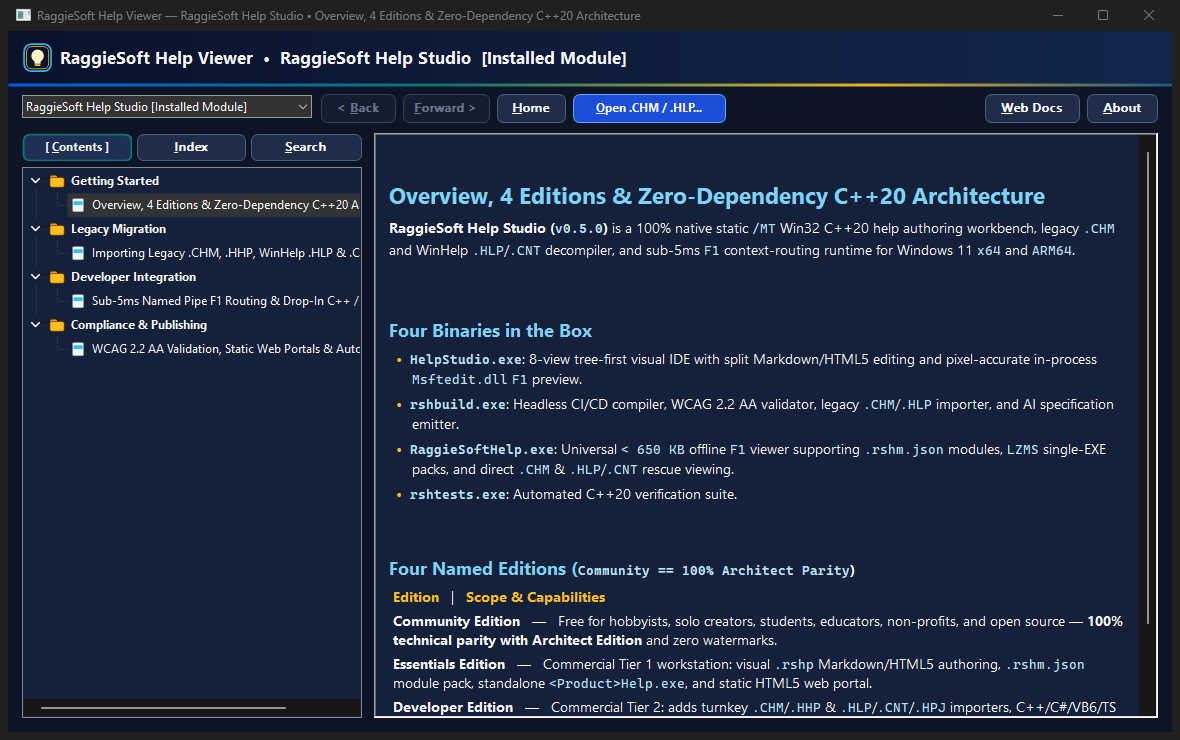 RaggieSoft Help Viewer — RaggieSoft Help Studio • Overview, 4 Editions & Zero-Dependency C++20 Architecture
RaggieSoft Help Viewer • RaggieSoft Help Studio [Installed Module]
RaggieSoft Help Studio [Installed Module]
< Back
Forward >
Home
Open .CHM / .HLP...
Web Docs
About
[ Contents ]
Index
Search
Getting Started
Overview, 4 Editions & Zero-Dependency C++20 A
Legacy Migration
Importing Legacy .CHM, .HHP, WinHelp .HLP & .C
Developer Integration
Sub-5ms Named Pipe F1 Routing & Drop-In C++ /
Compliance & Publishing
WCAG 2.2 AA Validation, Static Web Portals & Autc
Overview, 4 Editions & Zero-Dependency C++20 Architecture
RaggieSoft Help Studio (v0.5.0) is a 100% native static /MT Win32 C++20 help authoring workbench, legacy .CHM
and WinHelp .HLP/.CNT decompiler, and sub-5ms F1 context-routing runtime for Windows 11 x64 and ARM64.
Four Binaries in the Box
• HelpStudio.exe: 8-view tree-first visual IDE with split Markdown/HTML5 editing and pixel-accurate in-process
Msftedit.dll F1 preview.
• rshbuild.exe: Headless CI/CD compiler, WCAG 2.2 AA validator, legacy .CHM/.HLP importer, and AI specification
emitter.
• RaggieSoftHelp.exe: Universal < 650 KB offline F1 viewer supporting .rshm.json modules, LZMS single-EXE
packs, and direct .CHM & .HLP/.CNT rescue viewing.
• rshtests.exe: Automated C++20 verification suite.
Four Named Editions (Community == 100% Architect Parity)
Edition | Scope & Capabilities
Community Edition — Free for hobbyists, solo creators, students, educators, non-profits, and open source — 100%
technical parity with Architect Edition and zero watermarks.
Essentials Edition — Commercial Tier 1 workstation: visual .rshp Markdown/HTML5 authoring, .rshm.json
module pack, standalone <Product>Help.exe, and static HTML5 web portal.
Developer Edition — Commercial Tier 2: adds turnkey .CHM/.HHP & .HLP/.CNT/.HPJ importers, C++/C#/VB6/TS